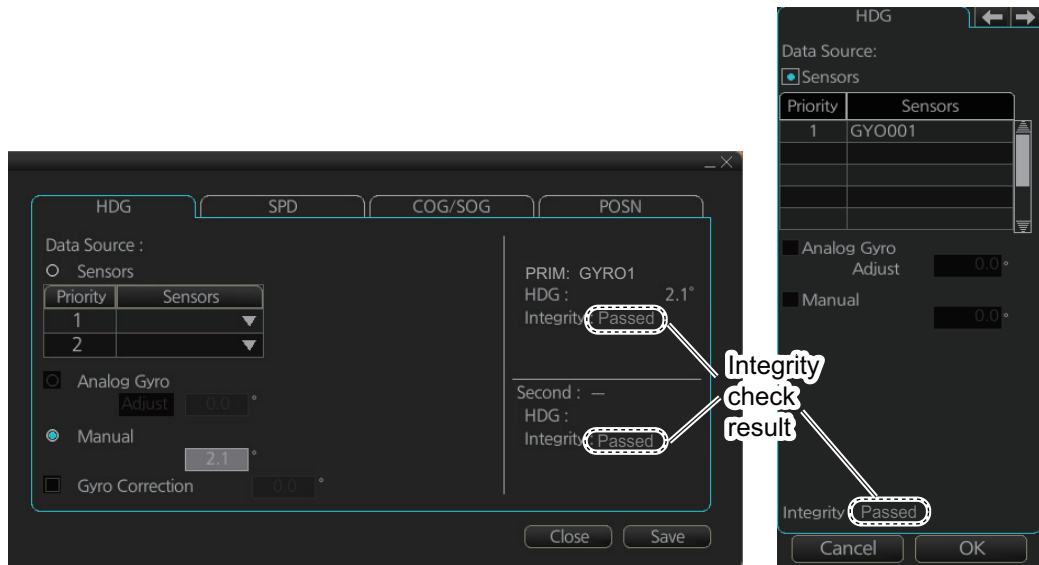 HDG SPD COG/SOG POSN
Data Source :
Sensors
Priority Sensors
1
2
Analog Gyro
Adjust 0.0 °
Manual
2.1 °
Gyro Correction 0.0 °
PRIM: GYRO1
HDG : 2.1°
Integrity : Passed
Second : —
HDG :
Integrity : Passed
Close Save
Integrity
check
result
HDG
Data Source:
Sensors
Priority Sensors
1 GYO001
Analog Gyro
Adjust 0.0 °
Manual
0.0 °
Integrity Passed
Cancel OK